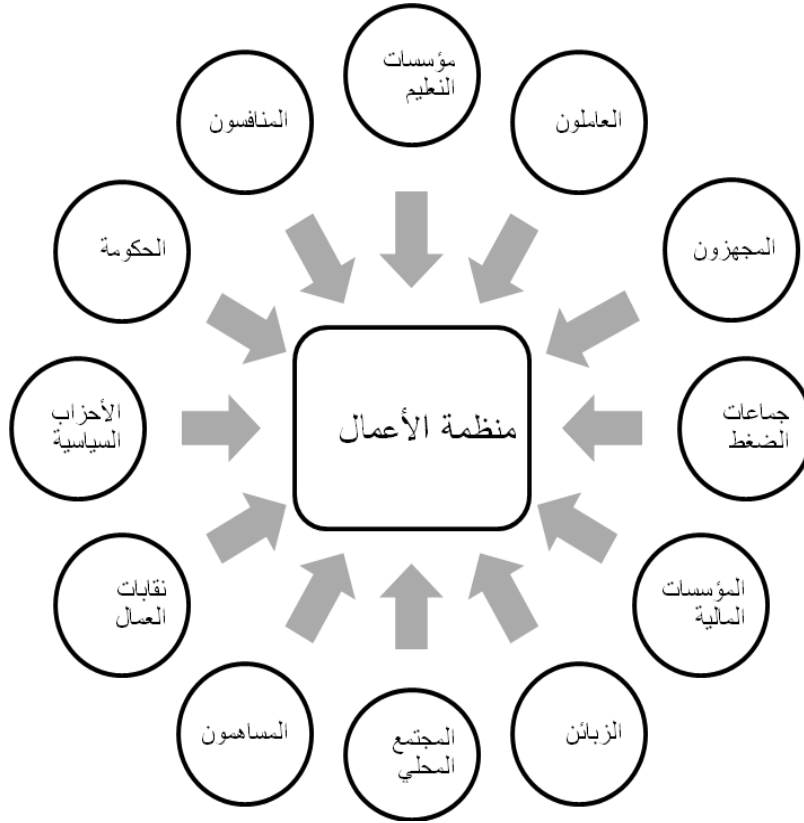 مؤسسات
التعليم
العاملون
المنافسون
المجهزون
الحكومة
جماعات
الضغط
منظمة الأعمال
الأحزاب
السياسية
المؤسسات
المالية
نقابات
العمال
الزبائن
المساهمون
المجتمع
المحلي